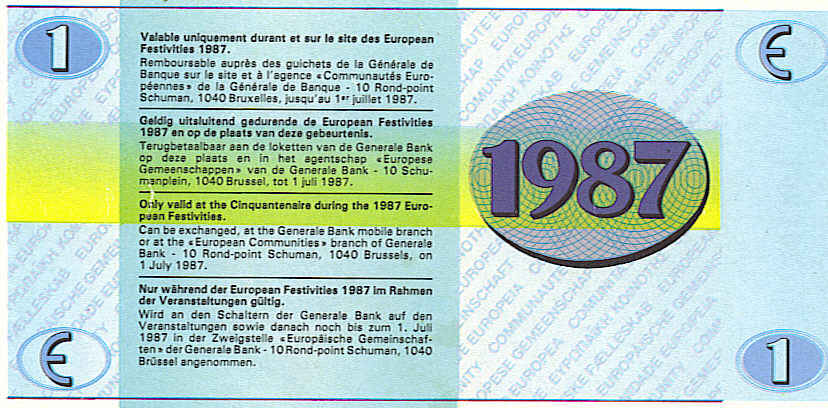 1
Valable uniquement durant et sur le site des European
Festivities 1987.
Remboursable auprès des guichets de la Générale de
Banque sur le site et à l'agence «Communautés Euro-
péennes» de la Générale de Banque - 10 Rond-point
Schuman, 1040 Bruxelles, jusqu'au 1er juillet 1987.
Geldig uitsluitend gedurende de European Festivities
1987 en op de plaats van deze gebeurtenis.
Terugbetaalbaar aan de loketten van de Generale Bank
op deze plaats en in het agentschap «Europese
Gemeenschappen» van de Generale Bank - 10 Schu-
manplein, 1040 Brussel, tot 1 juli 1987.
Only valid at the Cinquantenaire during the 1987 Euro-
pean Festivities.
Can be exchanged, at the Generale Bank mobile branch
or at the «European Communities» branch of Generale
Bank - 10 Rond-point Schuman, 1040 Brussels, on
1 July 1987.
Nur während der European Festivities 1987 im Rahmen
der Veranstaltungen gültig.
Wird an den Schaltern der Generale Bank auf den
Veranstaltungen sowie danach noch bis zum 1. Juli
1987 in der Zweigstelle «Europäische Gemeinschaf-
ten» der Generale Bank - 10 Rond-point Schuman, 1040
Brüssel angenommen.
€
1987
€
1